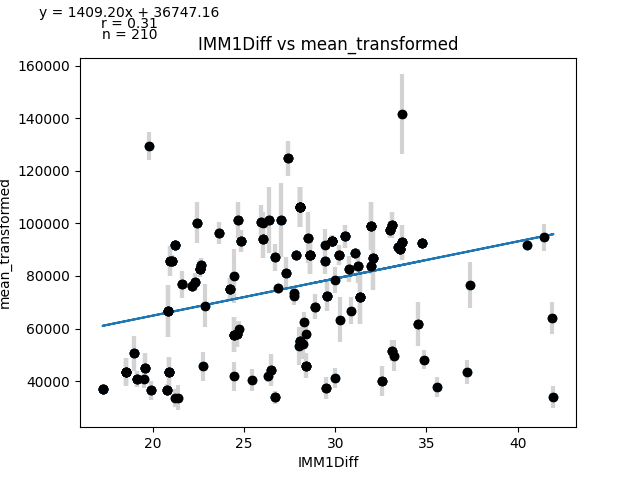 y = 1409.20x + 36747.16
r = 0.31
n = 210
IMM1Diff vs mean_transformed
160000
140000
120000
100000
80000
60000
40000
mean_transformed
20
25
30
35
40
IMM1Diff